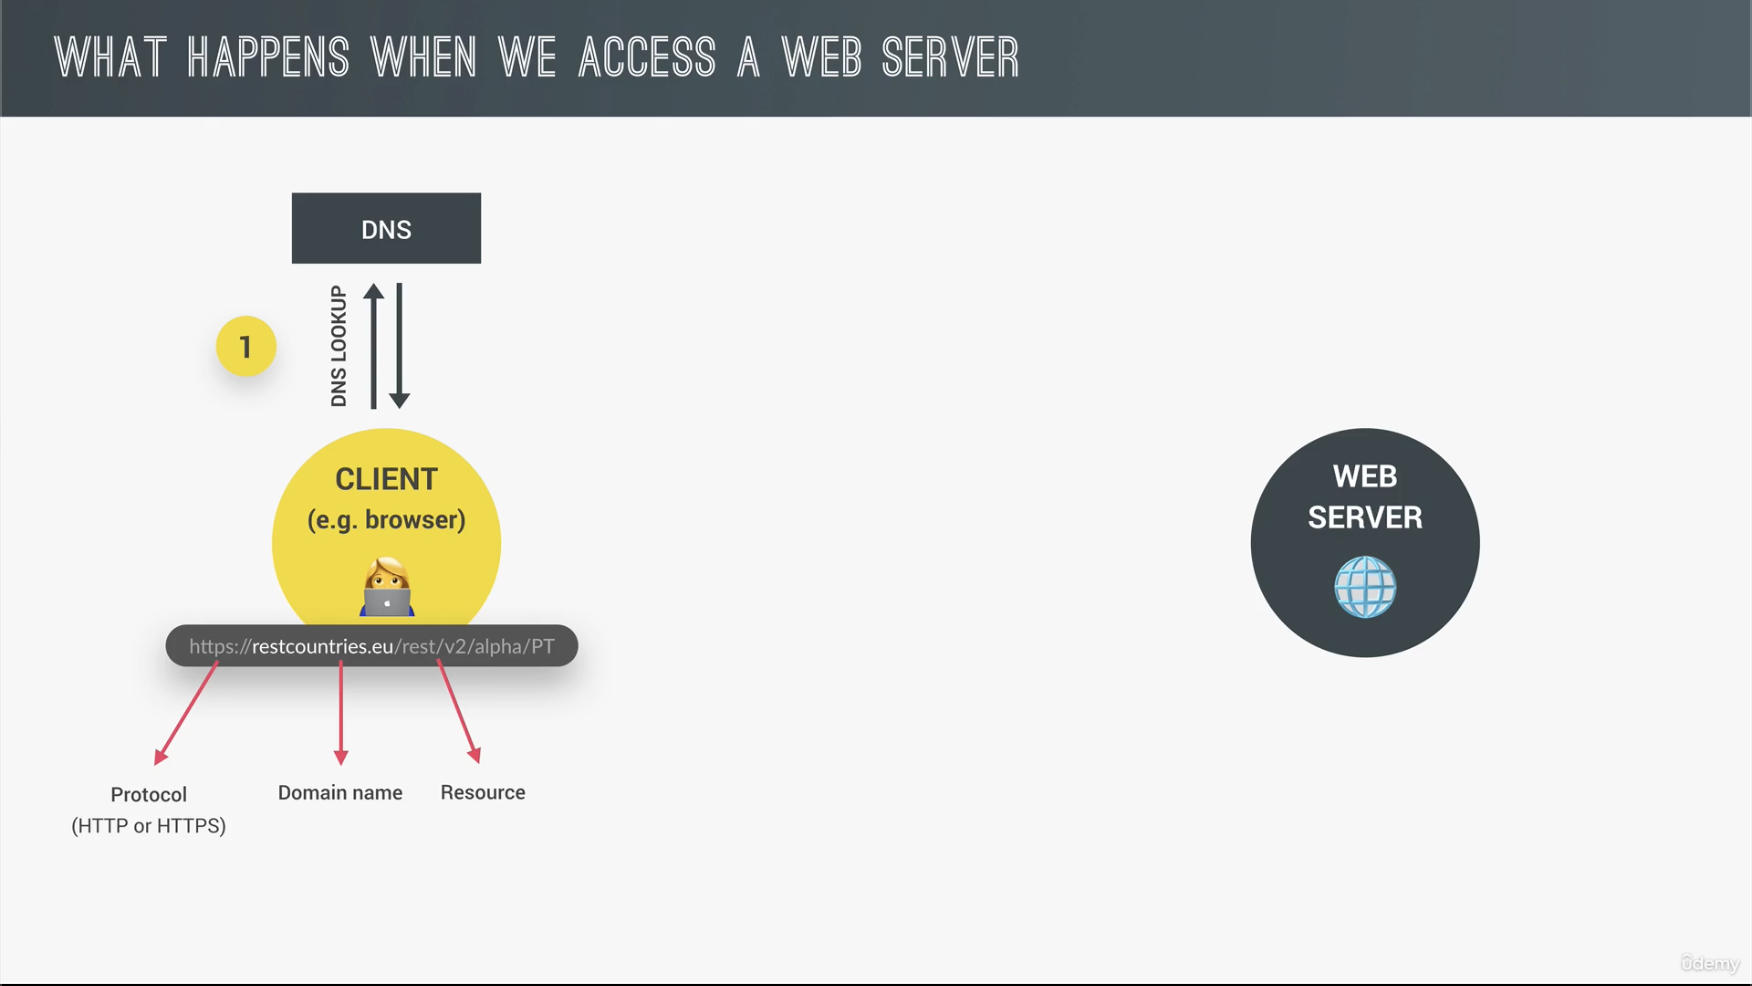 WHAT HAPPENS WHEN WE ACCESS A WEB SERVER
DNS
DNS LOOKUP
1
CLIENT
(e.g. browser)
https://restcountries.eu/rest/v2/alpha/PT
Protocol
(HTTP or HTTPS)
Domain name
Resource
WEB
SERVER
ûdemy